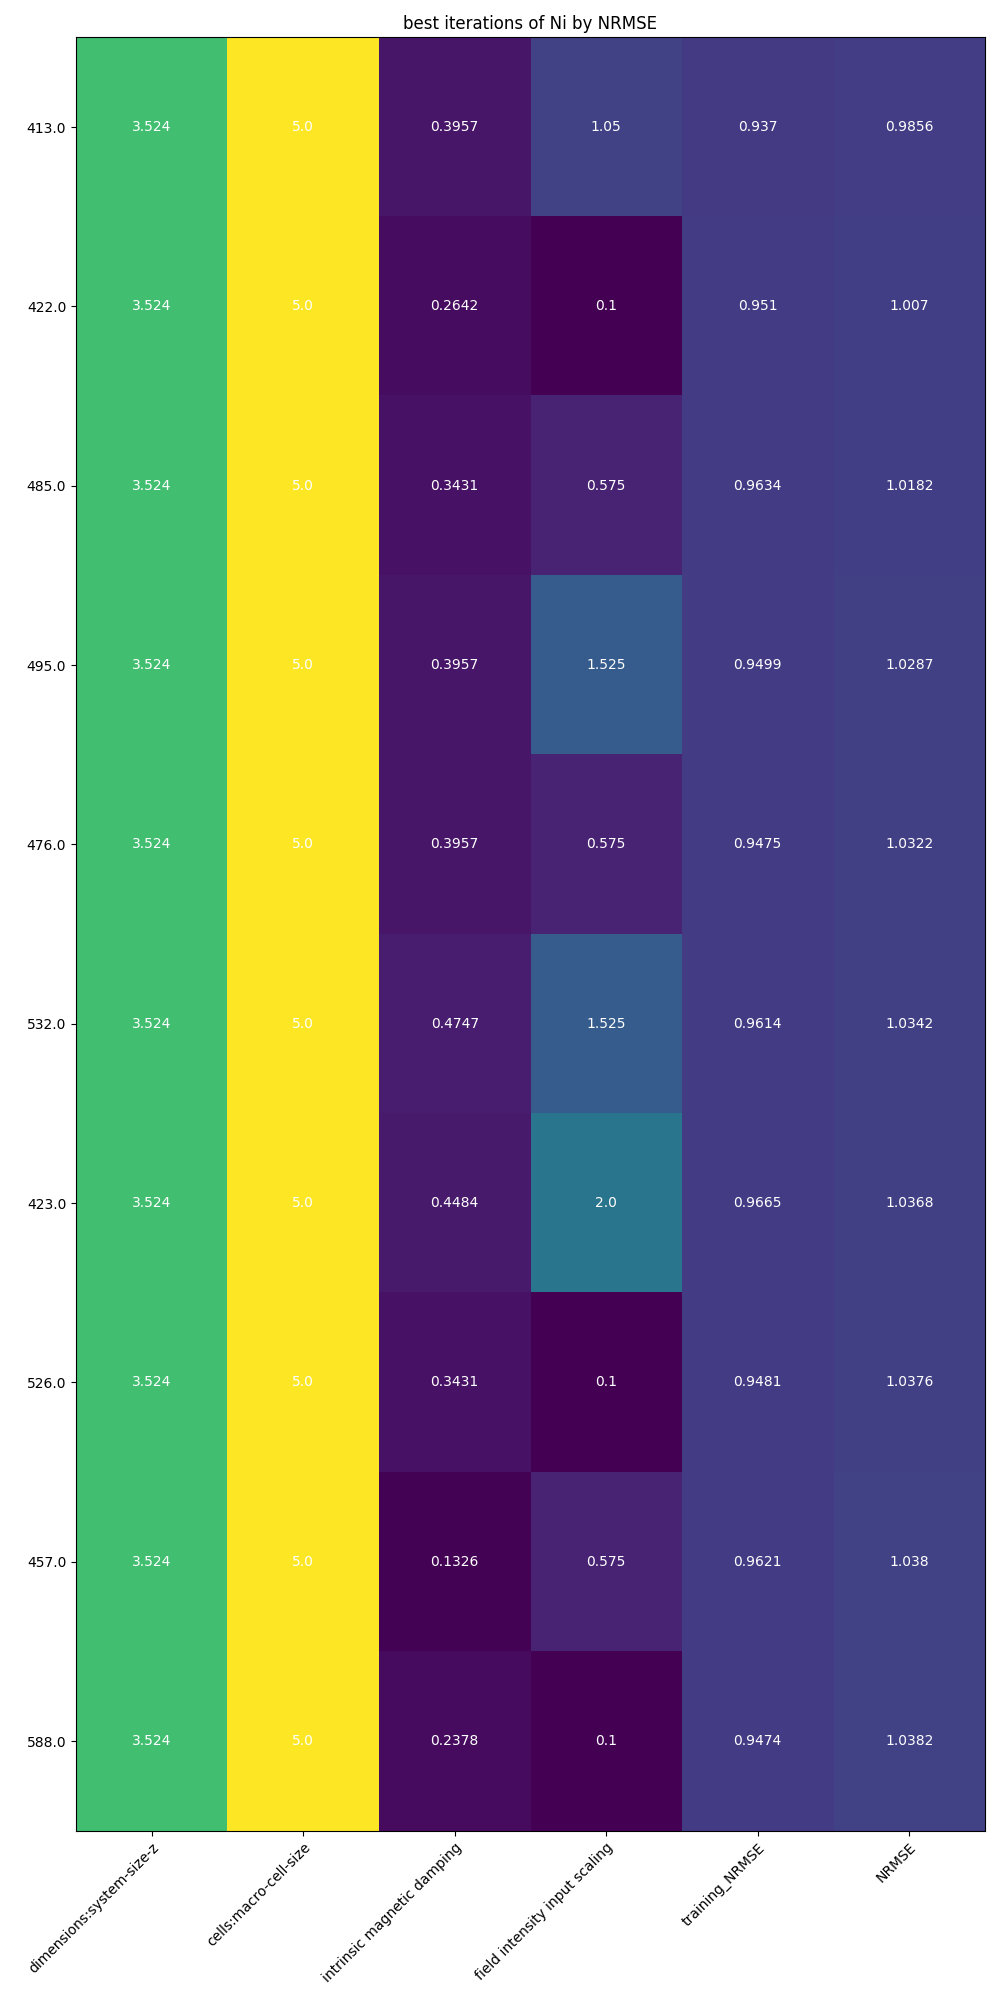 best iterations of Ni by NRMSE
413.0 3.524 5.0 0.3957 1.05 0.937 0.9856
422.0 3.524 5.0 0.2642 0.1 0.951 1.007
485.0 3.524 5.0 0.3431 0.575 0.9634 1.0182
495.0 3.524 5.0 0.3957 1.525 0.9499 1.0287
476.0 3.524 5.0 0.3957 0.575 0.9475 1.0322
532.0 3.524 5.0 0.4747 1.525 0.9614 1.0342
423.0 3.524 5.0 0.4484 2.0 0.9665 1.0368
526.0 3.524 5.0 0.3431 0.1 0.9481 1.0376
457.0 3.524 5.0 0.1326 0.575 0.9621 1.038
588.0 3.524 5.0 0.2378 0.1 0.9474 1.0382
dimensions:system-size-z
cells:macro-cell-size
intrinsic magnetic damping
field intensity input scaling
training_NRMSE
NRMSE